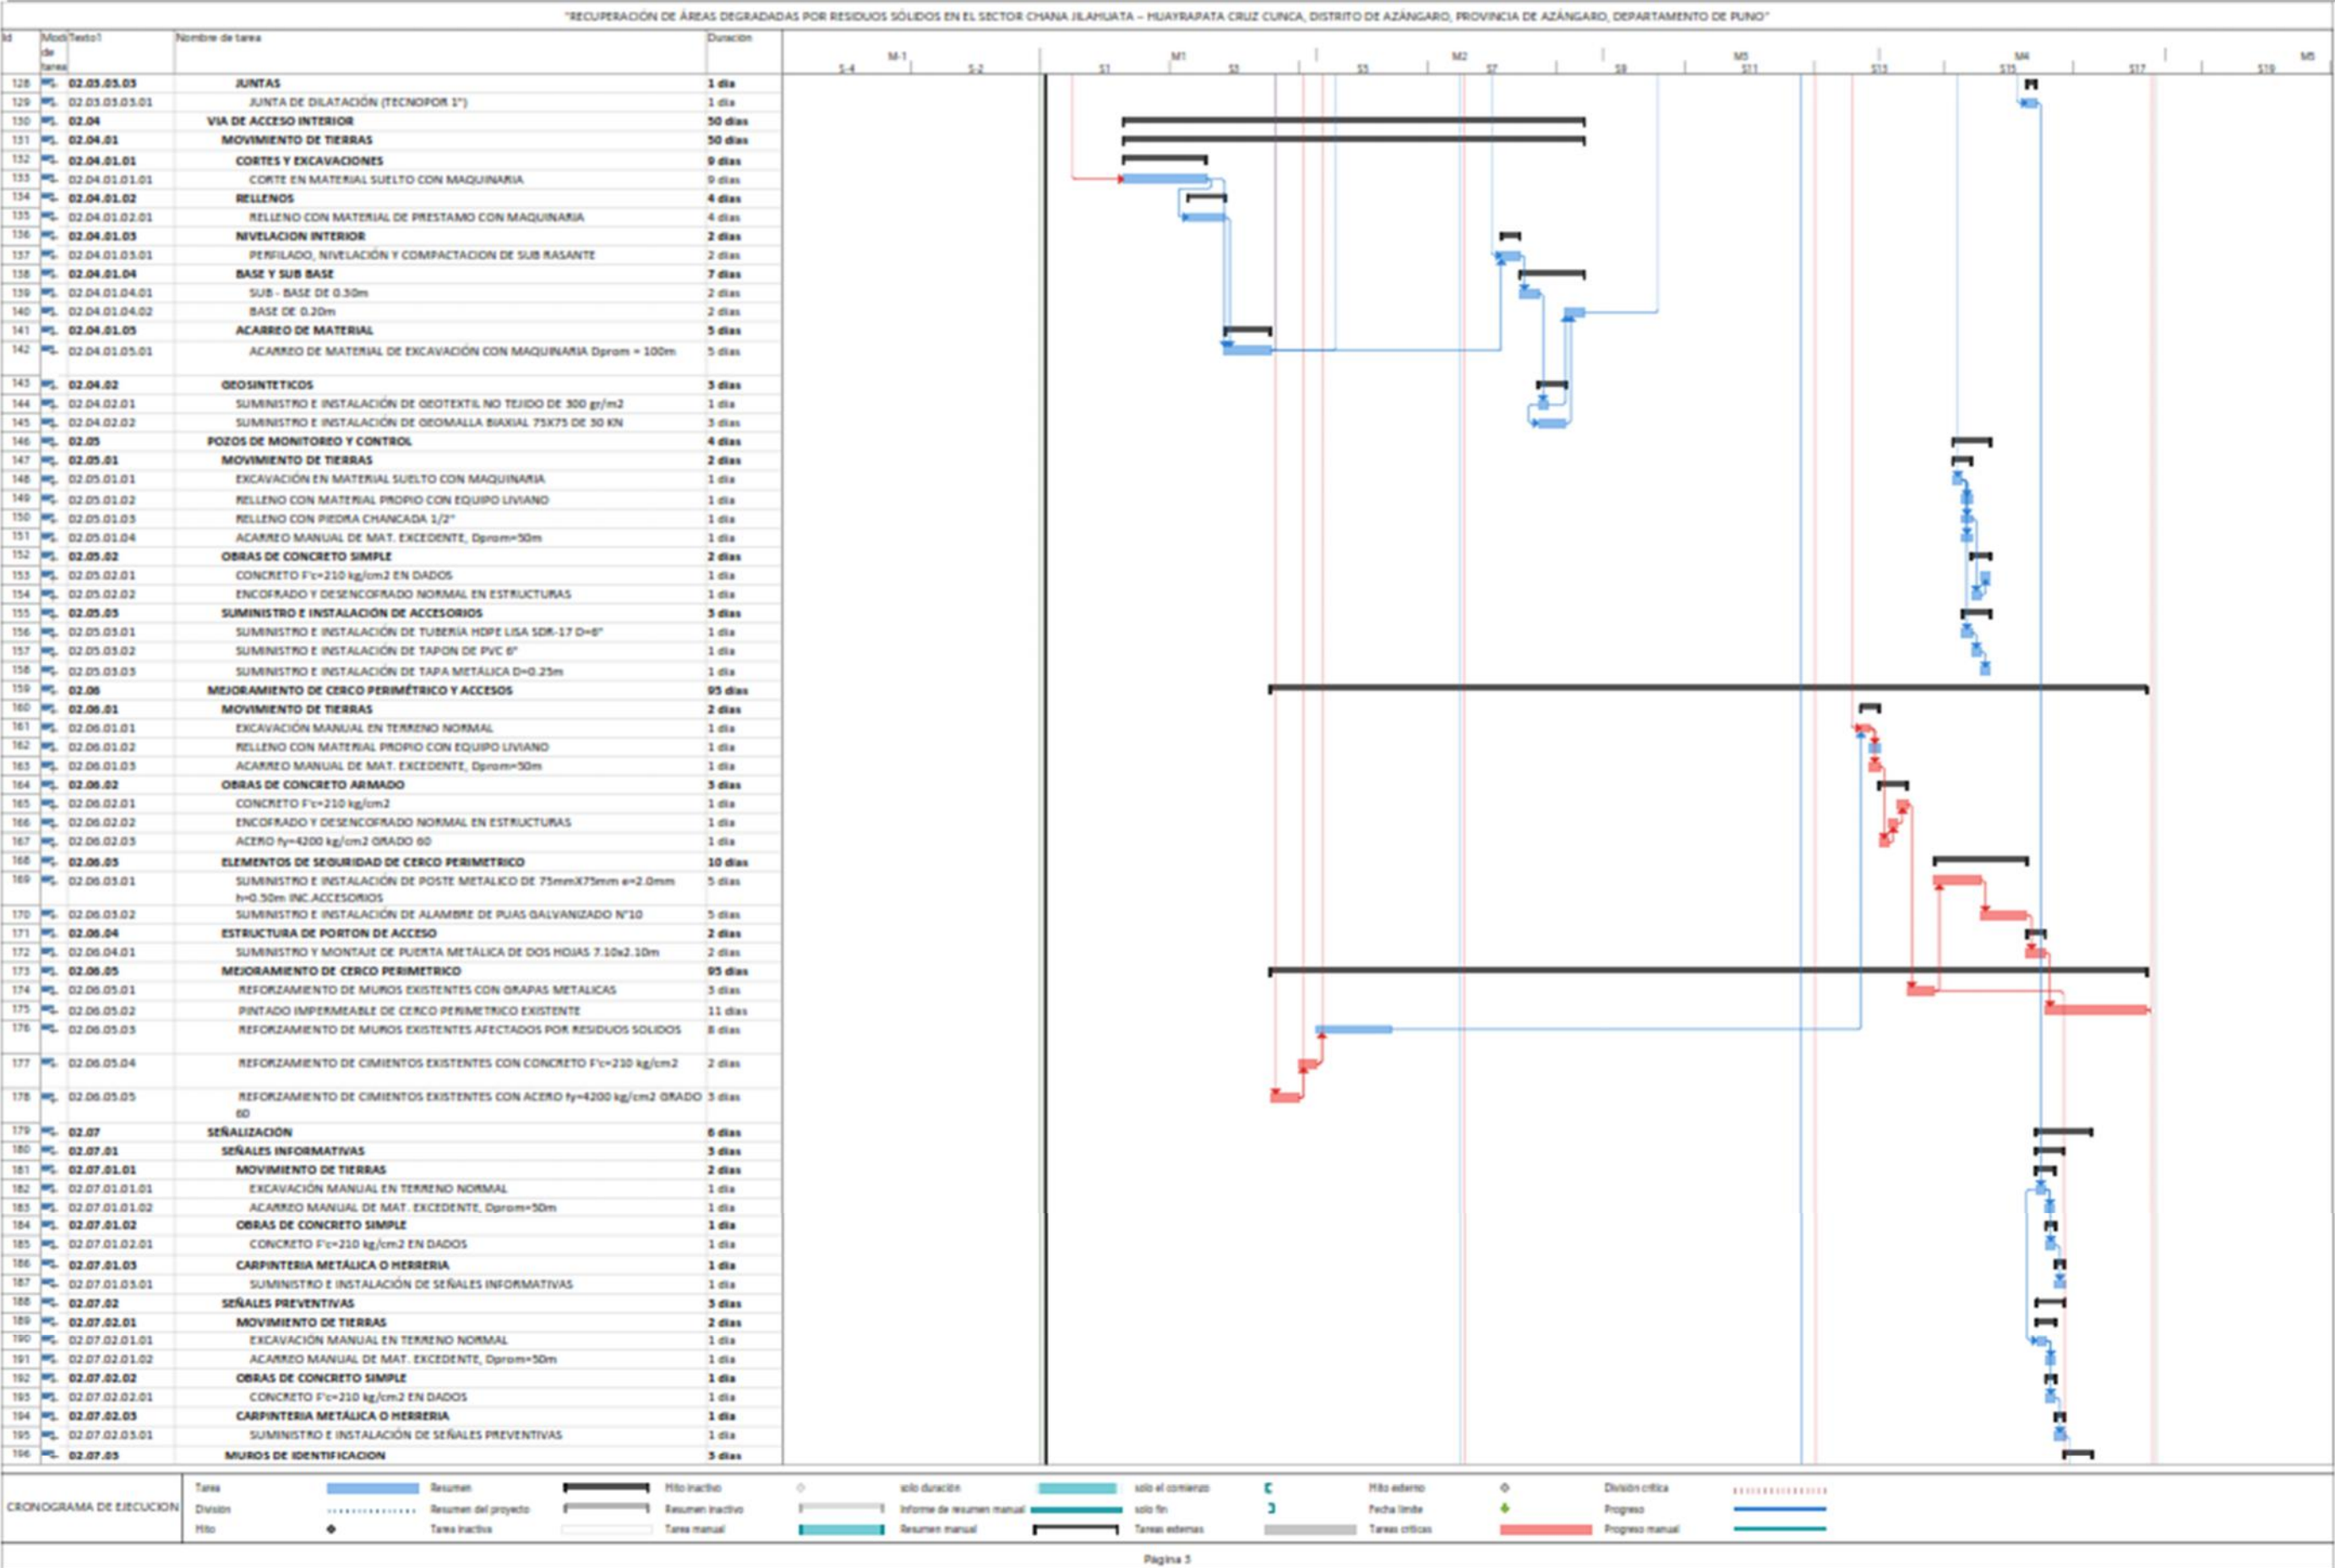 "RECUPERACIÓN DE ÁREAS DEGRADADAS POR RESIDUOS SÓLIDOS EN EL SECTOR CHANA JILAHUATA – HUAYRAPATA CRUZ CUNCA, DISTRITO DE AZÁNGARO, PROVINCIA DE AZÁNGARO, DEPARTAMENTO DE PUNO"
Id Modo de tarea Texto1 Nombre de tarea Duración
M-1 M1 M2 M3 M4 M5
S-4 S-2 S1 S3 S5 S7 S9 S11 S13 S15 S17 S19
128 02.03.03.03 JUNTAS 1 día
129 02.03.03.03.01 JUNTA DE DILATACIÓN (TECNOPOR 1") 1 día
130 02.04 VIA DE ACCESO INTERIOR 50 días
131 02.04.01 MOVIMIENTO DE TIERRAS 50 días
132 02.04.01.01 CORTES Y EXCAVACIONES 9 días
133 02.04.01.01.01 CORTE EN MATERIAL SUELTO CON MAQUINARIA 9 días
134 02.04.01.02 RELLENOS 4 días
135 02.04.01.02.01 RELLENO CON MATERIAL DE PRESTAMO CON MAQUINARIA 4 días
136 02.04.01.03 NIVELACION INTERIOR 2 días
137 02.04.01.03.01 PERFILADO, NIVELACIÓN Y COMPACTACION DE SUB RASANTE 2 días
138 02.04.01.04 BASE Y SUB BASE 7 días
139 02.04.01.04.01 SUB - BASE DE 0.30m 2 días
140 02.04.01.04.02 BASE DE 0.20m 2 días
141 02.04.01.05 ACARREO DE MATERIAL 5 días
142 02.04.01.05.01 ACARREO DE MATERIAL DE EXCAVACIÓN CON MAQUINARIA Dprom = 100m 5 días
143 02.04.02 GEOSINTETICOS 3 días
144 02.04.02.01 SUMINISTRO E INSTALACIÓN DE GEOTEXTIL NO TEJIDO DE 300 gr/m2 1 día
145 02.04.02.02 SUMINISTRO E INSTALACIÓN DE GEOMALLA BIAXIAL 75X75 DE 30 KN 3 días
146 02.05 POZOS DE MONITOREO Y CONTROL 4 días
147 02.05.01 MOVIMIENTO DE TIERRAS 2 días
148 02.05.01.01 EXCAVACIÓN EN MATERIAL SUELTO CON MAQUINARIA 1 día
149 02.05.01.02 RELLENO CON MATERIAL PROPIO CON EQUIPO LIVIANO 1 día
150 02.05.01.03 RELLENO CON PIEDRA CHANCADA 1/2" 1 día
151 02.05.01.04 ACARREO MANUAL DE MAT. EXCEDENTE, Dprom=50m 1 día
152 02.05.02 OBRAS DE CONCRETO SIMPLE 2 días
153 02.05.02.01 CONCRETO F'c=210 kg/cm2 EN DADOS 1 día
154 02.05.02.02 ENCOFRADO Y DESENCOFRADO NORMAL EN ESTRUCTURAS 1 día
155 02.05.03 SUMINISTRO E INSTALACIÓN DE ACCESORIOS 3 días
156 02.05.03.01 SUMINISTRO E INSTALACIÓN DE TUBERÍA HDPE LISA SDR-17 D=6" 1 día
157 02.05.03.02 SUMINISTRO E INSTALACIÓN DE TAPON DE PVC 6" 1 día
158 02.05.03.03 SUMINISTRO E INSTALACIÓN DE TAPA METÁLICA D=0.25m 1 día
159 02.06 MEJORAMIENTO DE CERCO PERIMÉTRICO Y ACCESOS 95 días
160 02.06.01 MOVIMIENTO DE TIERRAS 2 días
161 02.06.01.01 EXCAVACIÓN MANUAL EN TERRENO NORMAL 1 día
162 02.06.01.02 RELLENO CON MATERIAL PROPIO CON EQUIPO LIVIANO 1 día
163 02.06.01.03 ACARREO MANUAL DE MAT. EXCEDENTE, Dprom=50m 1 día
164 02.06.02 OBRAS DE CONCRETO ARMADO 3 días
165 02.06.02.01 CONCRETO F'c=210 kg/cm2 1 día
166 02.06.02.02 ENCOFRADO Y DESENCOFRADO NORMAL EN ESTRUCTURAS 1 día
167 02.06.02.03 ACERO fy=4200 kg/cm2 GRADO 60 1 día
168 02.06.03 ELEMENTOS DE SEGURIDAD DE CERCO PERIMETRICO 10 días
169 02.06.03.01 SUMINISTRO E INSTALACIÓN DE POSTE METALICO DE 75mmX75mm e=2.0mm 5 días
h=0.50m INC.ACCESORIOS
170 02.06.03.02 SUMINISTRO E INSTALACIÓN DE ALAMBRE DE PUAS GALVANIZADO N°10 5 días
171 02.06.04 ESTRUCTURA DE PORTON DE ACCESO 2 días
172 02.06.04.01 SUMINISTRO Y MONTAJE DE PUERTA METÁLICA DE DOS HOJAS 7.10x2.10m 2 días
173 02.06.05 MEJORAMIENTO DE CERCO PERIMETRICO 95 días
174 02.06.05.01 REFORZAMIENTO DE MUROS EXISTENTES CON GRAPAS METALICAS 3 días
175 02.06.05.02 PINTADO IMPERMEABLE DE CERCO PERIMETRICO EXISTENTE 11 días
176 02.06.05.03 REFORZAMIENTO DE MUROS EXISTENTES AFECTADOS POR RESIDUOS SOLIDOS 8 días
177 02.06.05.04 REFORZAMIENTO DE CIMIENTOS EXISTENTES CON CONCRETO F'c=210 kg/cm2 2 días
178 02.06.05.05 REFORZAMIENTO DE CIMIENTOS EXISTENTES CON ACERO fy=4200 kg/cm2 GRADO 3 días
60
179 02.07 SEÑALIZACIÓN 6 días
180 02.07.01 SEÑALES INFORMATIVAS 3 días
181 02.07.01.01 MOVIMIENTO DE TIERRAS 2 días
182 02.07.01.01.01 EXCAVACIÓN MANUAL EN TERRENO NORMAL 1 día
183 02.07.01.01.02 ACARREO MANUAL DE MAT. EXCEDENTE, Dprom=50m 1 día
184 02.07.01.02 OBRAS DE CONCRETO SIMPLE 1 día
185 02.07.01.02.01 CONCRETO F'c=210 kg/cm2 EN DADOS 1 día
186 02.07.01.03 CARPINTERIA METÁLICA O HERRERIA 1 día
187 02.07.01.03.01 SUMINISTRO E INSTALACIÓN DE SEÑALES INFORMATIVAS 1 día
188 02.07.02 SEÑALES PREVENTIVAS 3 días
189 02.07.02.01 MOVIMIENTO DE TIERRAS 2 días
190 02.07.02.01.01 EXCAVACIÓN MANUAL EN TERRENO NORMAL 1 día
191 02.07.02.01.02 ACARREO MANUAL DE MAT. EXCEDENTE, Dprom=50m 1 día
192 02.07.02.02 OBRAS DE CONCRETO SIMPLE 1 día
193 02.07.02.02.01 CONCRETO F'c=210 kg/cm2 EN DADOS 1 día
194 02.07.02.03 CARPINTERIA METÁLICA O HERRERIA 1 día
195 02.07.02.03.01 SUMINISTRO E INSTALACIÓN DE SEÑALES PREVENTIVAS 1 día
196 02.07.03 MUROS DE IDENTIFICACION 3 días
CRONOGRAMA DE EJECUCION
Tarea Resumen Hito inactivo solo duración solo el comienzo Hito externo División crítica
División Resumen del proyecto Resumen inactivo Informe de resumen manual solo fin Fecha límite Progreso
Hito Tarea inactiva Tarea manual Resumen manual Tareas externas Tareas críticas Progreso manual
Página 3